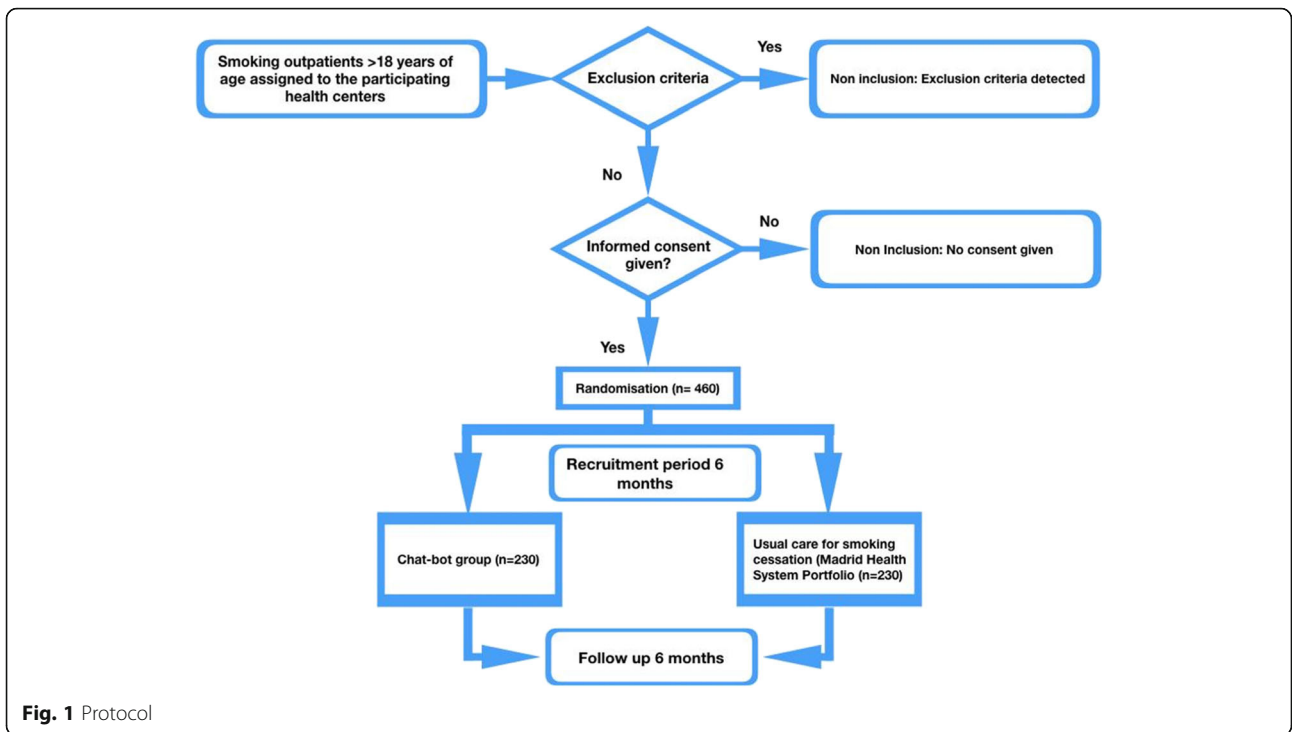 Smoking outpatients >18 years of
age assigned to the participating
health centers
Exclusion criteria
Yes
Non inclusion: Exclusion criteria detected
No
Informed consent
given?
No
Non Inclusion: No consent given
Yes
Randomisation (n= 460)
Recruitment period 6
months
Chat-bot group (n=230)
Usual care for smoking
cessation (Madrid Health
System Portfolio (n=230)
Follow up 6 months
Fig. 1 Protocol